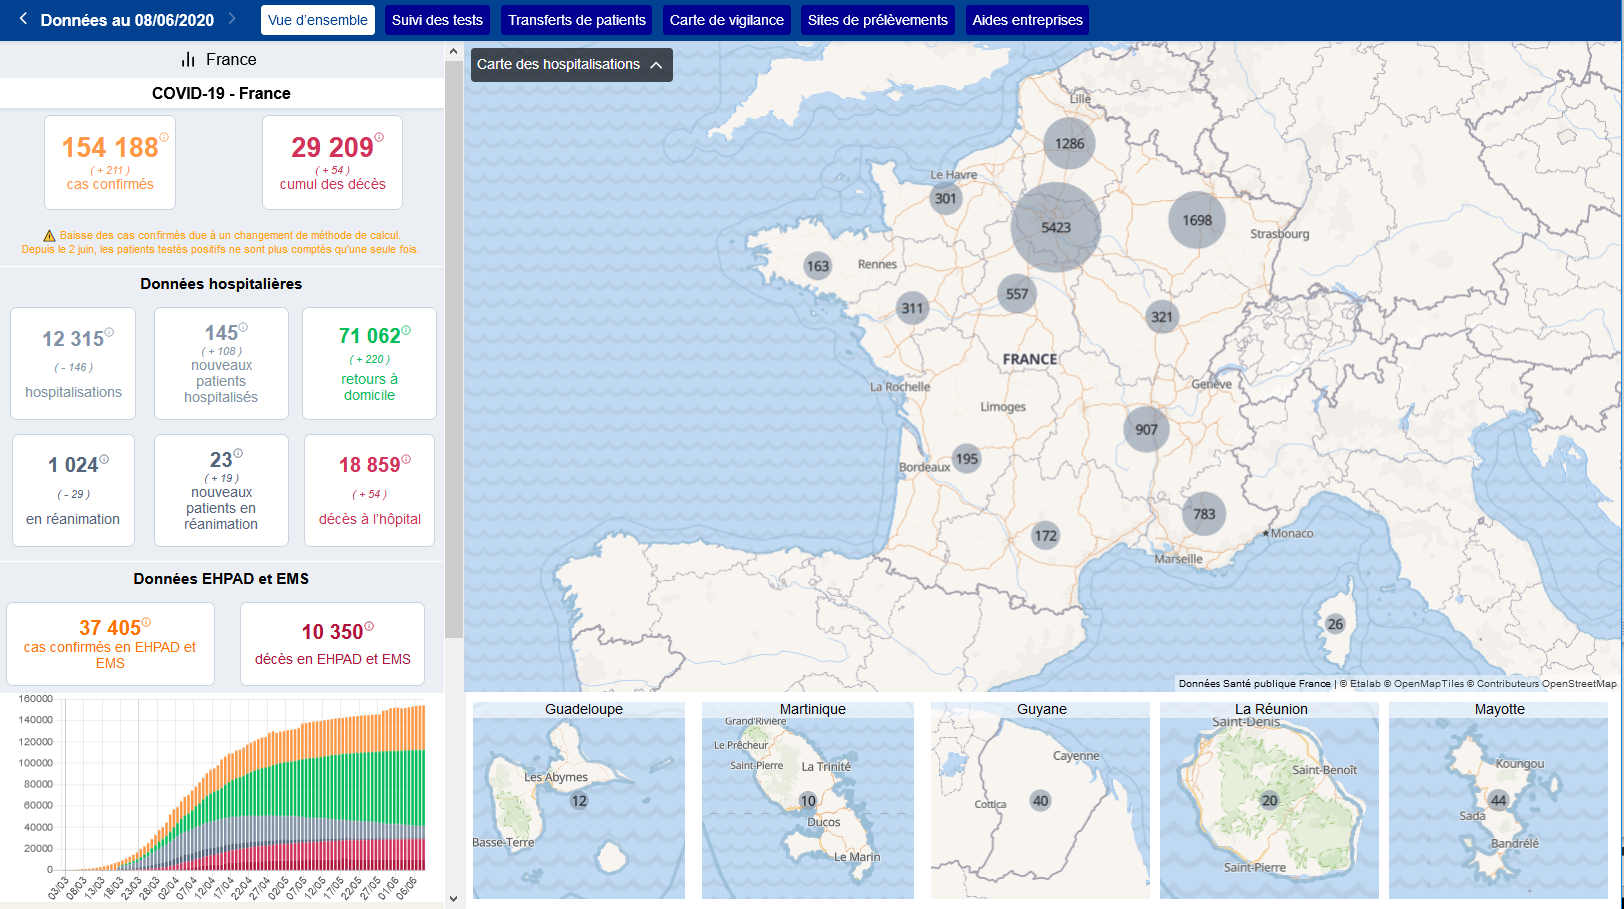 Données au 08/06/2020
Vue d'ensemble
Suivi des tests
Transferts de patients
Carte de vigilance
Sites de prélèvements
Aides entreprises
France
COVID-19 - France
154 188
( + 211 )
cas confirmés
29 209
( + 54 )
cumul des décès
Baisse des cas confirmés due à un changement de méthode de calcul.
Depuis le 2 juin, les patients testés positifs ne sont plus comptés qu'une seule fois.
Données hospitalières
12 315
( - 146 )
hospitalisations
145
( + 108 )
nouveaux
patients
hospitalisés
71 062
( + 220 )
retours à
domicile
1 024
( - 29 )
en réanimation
23
( + 19 )
nouveaux
patients en
réanimation
18 859
( + 54 )
décès à l'hôpital
Données EHPAD et EMS
37 405
cas confirmés en EHPAD et
EMS
10 350
décès en EHPAD et EMS
160000
140000
120000
100000
80000
60000
40000
20000
0
03/03
08/03
13/03
18/03
23/03
28/03
02/04
07/04
12/04
17/04
22/04
27/04
02/05
07/05
12/05
17/05
22/05
27/05
01/06
06/06
Carte des hospitalisations
Lille
1286
Le Havre
301
5423
1698
Strasbourg
163
Rennes
557
311
321
FRANCE
La Rochelle
Genève
Limoges
907
195
Bordeaux
783
172
Monaco
Marseille
26
Données Santé publique France | © Etalab © OpenMapTiles © Contributeurs OpenStreetMap
Guadeloupe
Les Abymes
12
Basse-Terre
Martinique
Grand'Rivière
Le Prêcheur
Saint-Pierre
La Trinité
10
Ducos
Le Marin
Guyane
Cayenne
Cottica
40
La Réunion
Saint-Denis
Saint-Benoît
20
Saint-Pierre
Mayotte
Koungou
44
Sada
Bandrélé